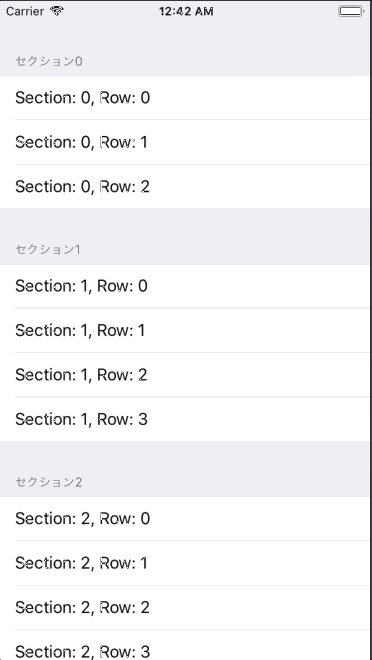 Carrier 12:42 AM
セクション0
Section: 0, Row: 0
Section: 0, Row: 1
Section: 0, Row: 2
セクション1
Section: 1, Row: 0
Section: 1, Row: 1
Section: 1, Row: 2
Section: 1, Row: 3
セクション2
Section: 2, Row: 0
Section: 2, Row: 1
Section: 2, Row: 2
Section: 2, Row: 3